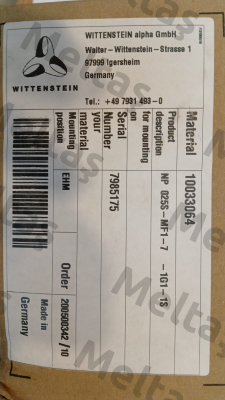 WITTENSTEIN
WITTENSTEIN alpha GmbH
Walter-Wittenstein-Strasse 1
97999 Igersheim
Germany
Tel.: +49 7931 493-0
Material 10033064
Product description NP 025S-MF1-7 -1G1-1S
for mounting on
Serial Number 7985175
your material
Mounting position EHM
Order 200500342/10
Made in Germany
Meltaş